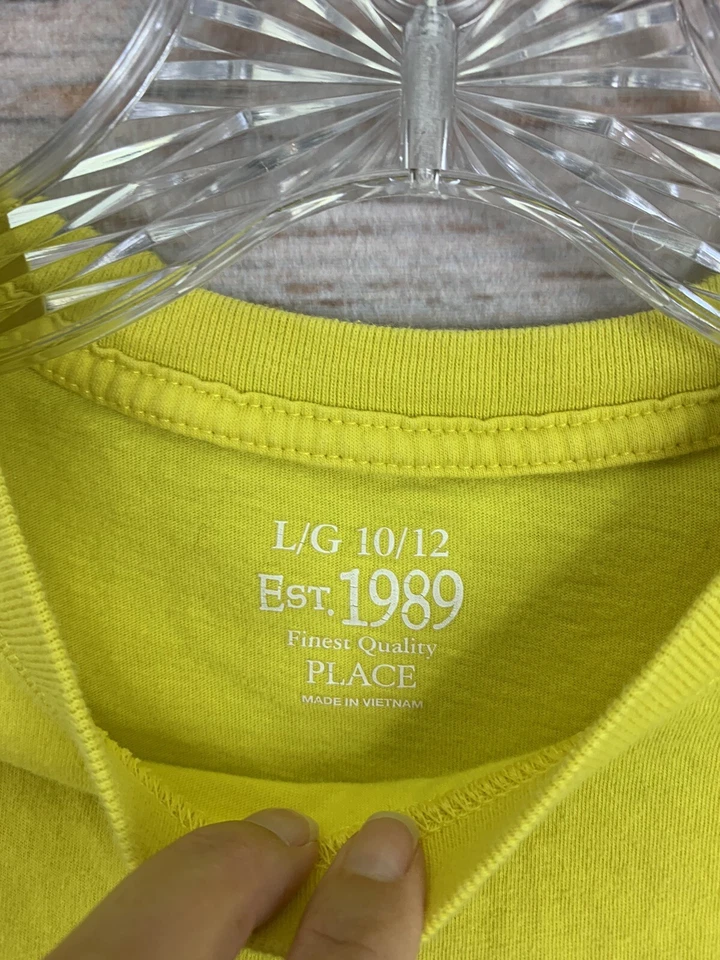 L/G 10/12
EST. 1989
Finest Quality
PLACE
MADE IN VIETNAM